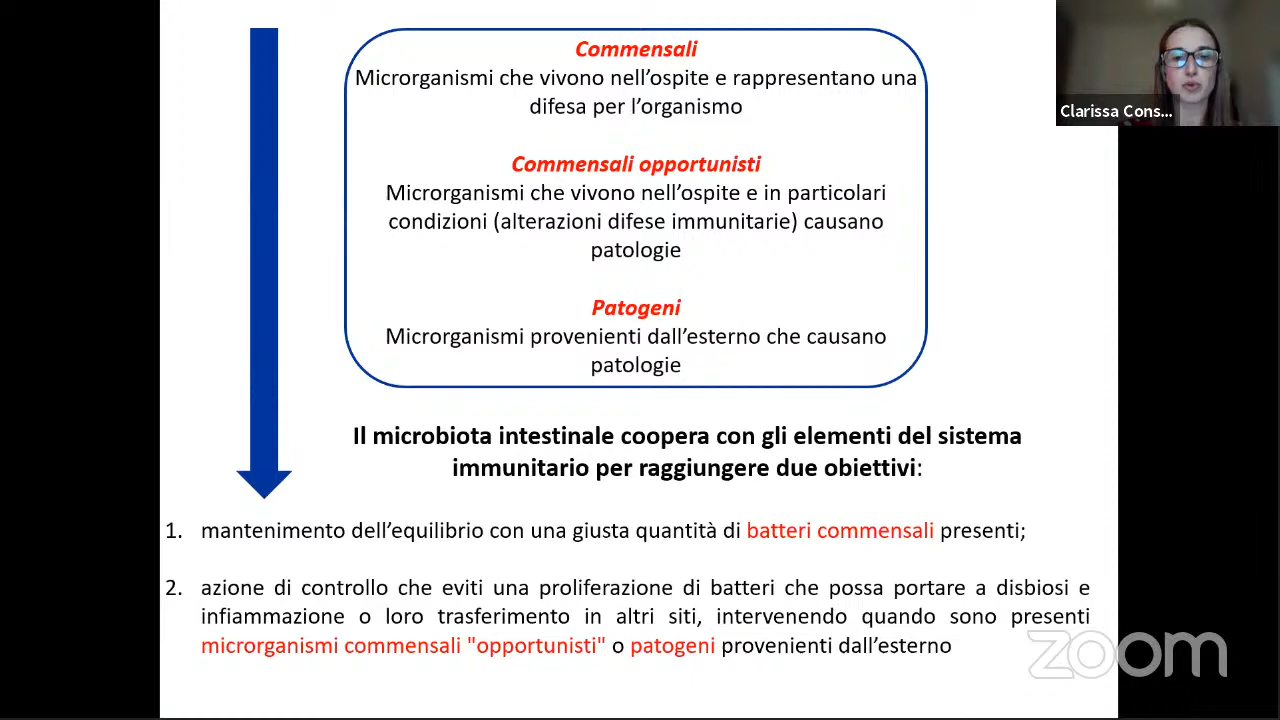 Commensali
Microrganismi che vivono nell'ospite e rappresentano una
difesa per l'organismo
Commensali opportunisti
Microrganismi che vivono nell'ospite e in particolari
condizioni (alterazioni difese immunitarie) causano
patologie
Patogeni
Microrganismi provenienti dall'esterno che causano
patologie
Clarissa Cons...
Il microbiota intestinale coopera con gli elementi del sistema
immunitario per raggiungere due obiettivi:
1. mantenimento dell'equilibrio con una giusta quantità di batteri commensali presenti;
2. azione di controllo che eviti una proliferazione di batteri che possa portare a disbiosi e
infiammazione o loro trasferimento in altri siti, intervenendo quando sono presenti
microrganismi commensali "opportunisti" o patogeni provenienti dall'esterno
zoom